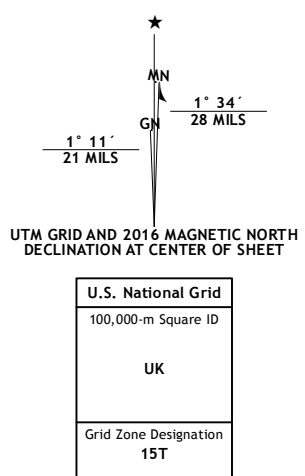 ★
MN
1° 34´
28 MILS
GN
1° 11´
21 MILS
UTM GRID AND 2016 MAGNETIC NORTH
DECLINATION AT CENTER OF SHEET
U.S. National Grid
100,000-m Square ID
UK
Grid Zone Designation
15T